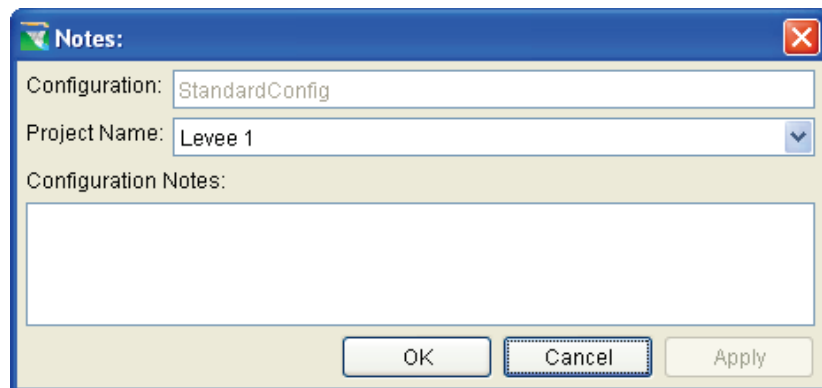 Notes:
Configuration: StandardConfig
Project Name: Levee 1
Configuration Notes:
OK Cancel Apply